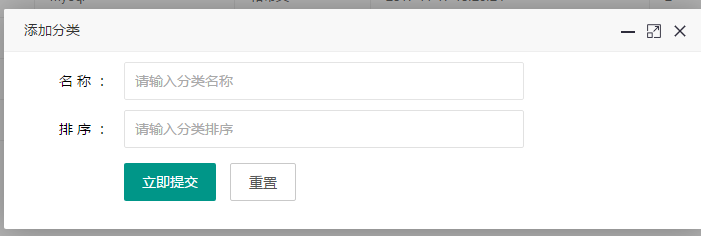 添加分类
名 称 ： 请输入分类名称
排 序 ： 请输入分类排序
立即提交 重置